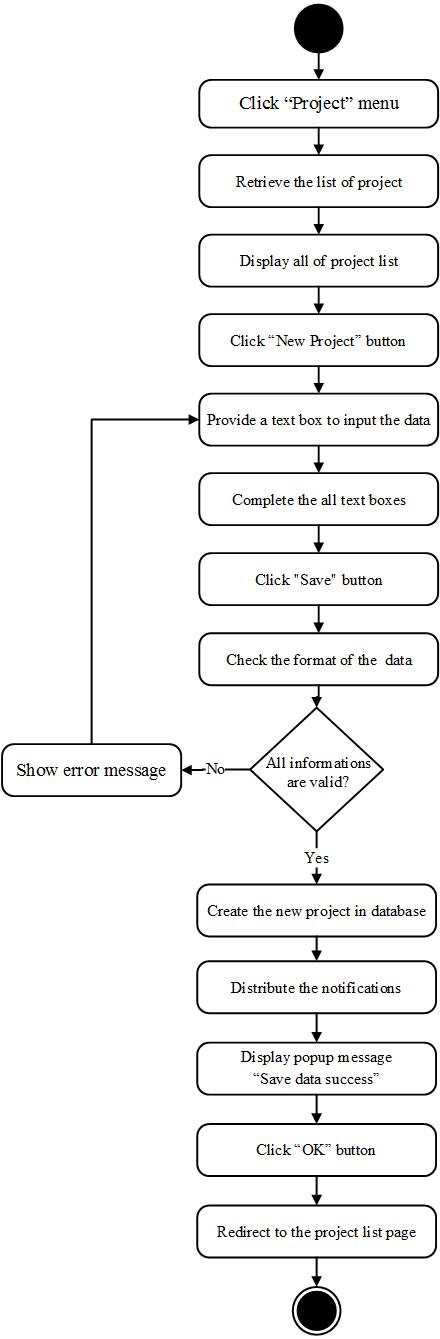 Click “Project” menu
Retrieve the list of project
Display all of project list
Click “New Project” button
Provide a text box to input the data
Complete the all text boxes
Click "Save" button
Check the format of the data
All informations
are valid?
No
Show error message
Yes
Create the new project in database
Distribute the notifications
Display popup message
“Save data success”
Click “OK” button
Redirect to the project list page